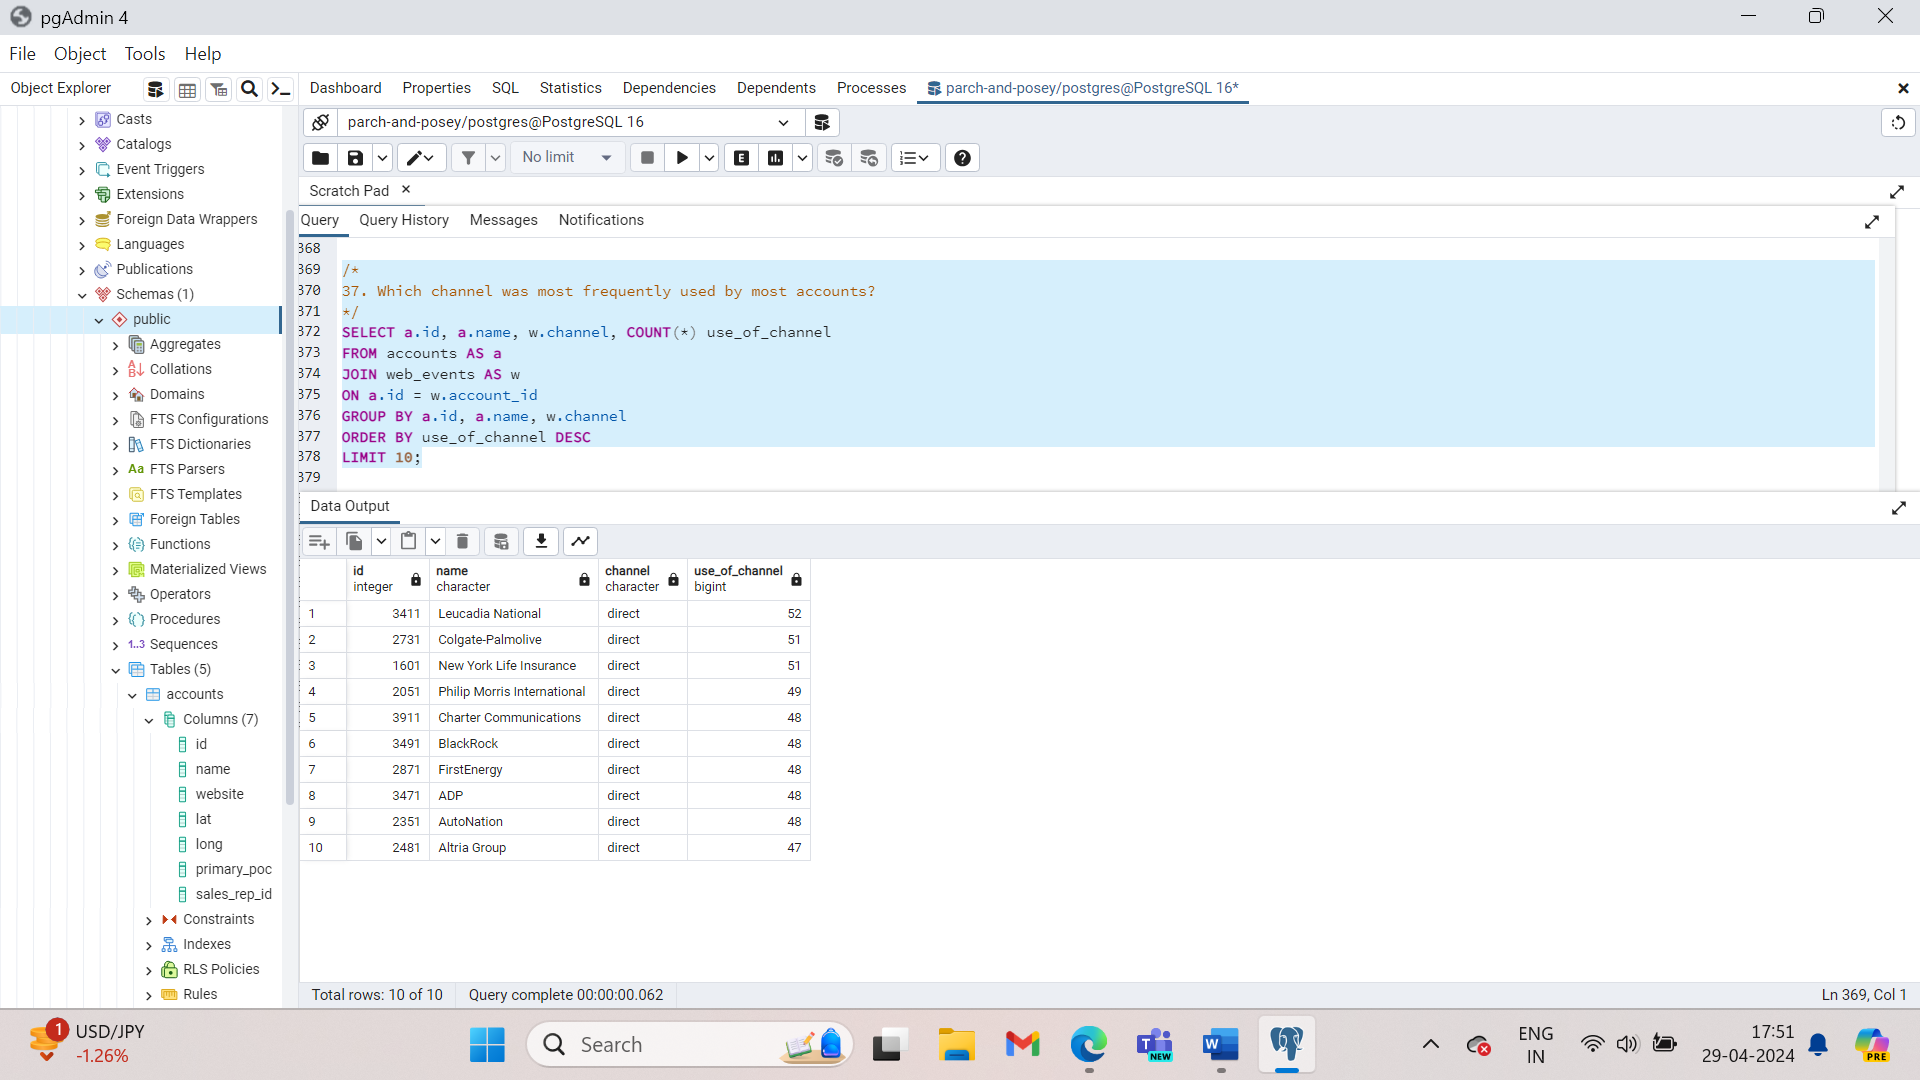 pgAdmin 4
File Object Tools Help
Object Explorer
Dashboard Properties SQL Statistics Dependencies Dependents Processes parch-and-posey/postgres@PostgreSQL 16*
parch-and-posey/postgres@PostgreSQL 16
No limit
E
Scratch Pad
Query Query History Messages Notifications
Casts
Catalogs
Event Triggers
Extensions
Foreign Data Wrappers
Languages
Publications
Schemas (1)
public
Aggregates
Collations
Domains
FTS Configurations
FTS Dictionaries
Aa FTS Parsers
FTS Templates
Foreign Tables
Functions
Materialized Views
Operators
Procedures
1..3 Sequences
Tables (5)
accounts
Columns (7)
id
name
website
lat
long
primary_poc
sales_rep_id
Constraints
Indexes
RLS Policies
Rules
368
369 /*
370 37. Which channel was most frequently used by most accounts?
371 */
372 SELECT a.id, a.name, w.channel, COUNT(*) use_of_channel
373 FROM accounts AS a
374 JOIN web_events AS w
375 ON a.id = w.account_id
376 GROUP BY a.id, a.name, w.channel
377 ORDER BY use_of_channel DESC
378 LIMIT 10;
379
Data Output
id name channel use_of_channel
integer character character bigint
1 3411 Leucadia National direct 52
2 2731 Colgate-Palmolive direct 51
3 1601 New York Life Insurance direct 51
4 2051 Philip Morris International direct 49
5 3911 Charter Communications direct 48
6 3491 BlackRock direct 48
7 2871 FirstEnergy direct 48
8 3471 ADP direct 48
9 2351 AutoNation direct 48
10 2481 Altria Group direct 47
Total rows: 10 of 10 Query complete 00:00:00.062 Ln 369, Col 1
1 USD/JPY
-1.26%
Search
NEW
ENG
IN
17:51
29-04-2024
PRE